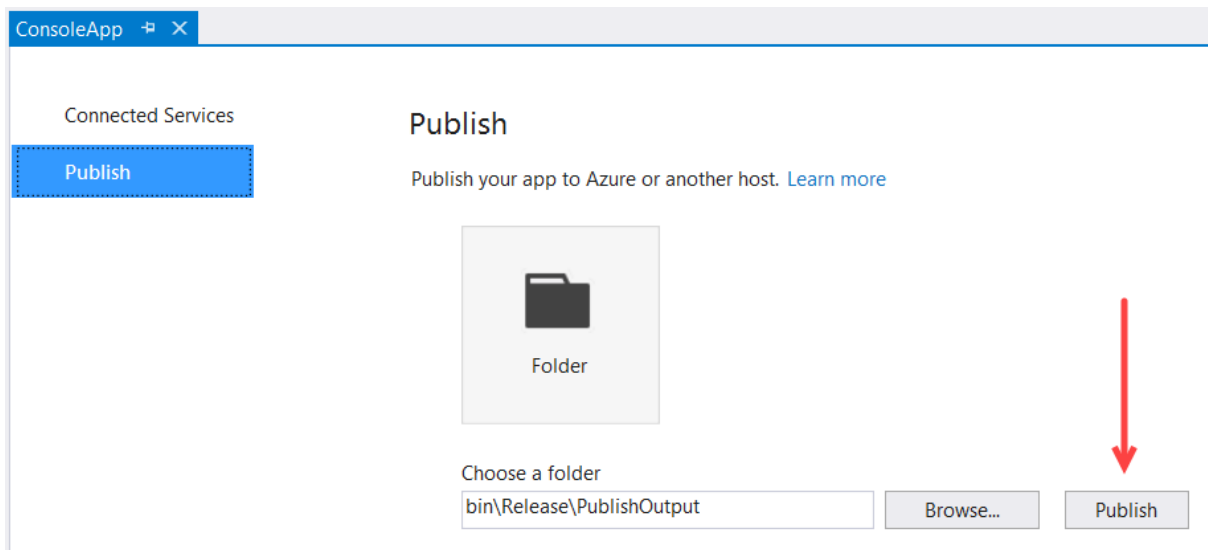 ConsoleApp
Connected Services
Publish
Publish
Publish your app to Azure or another host. Learn more
Folder
Choose a folder
bin\Release\PublishOutput
Browse...
Publish